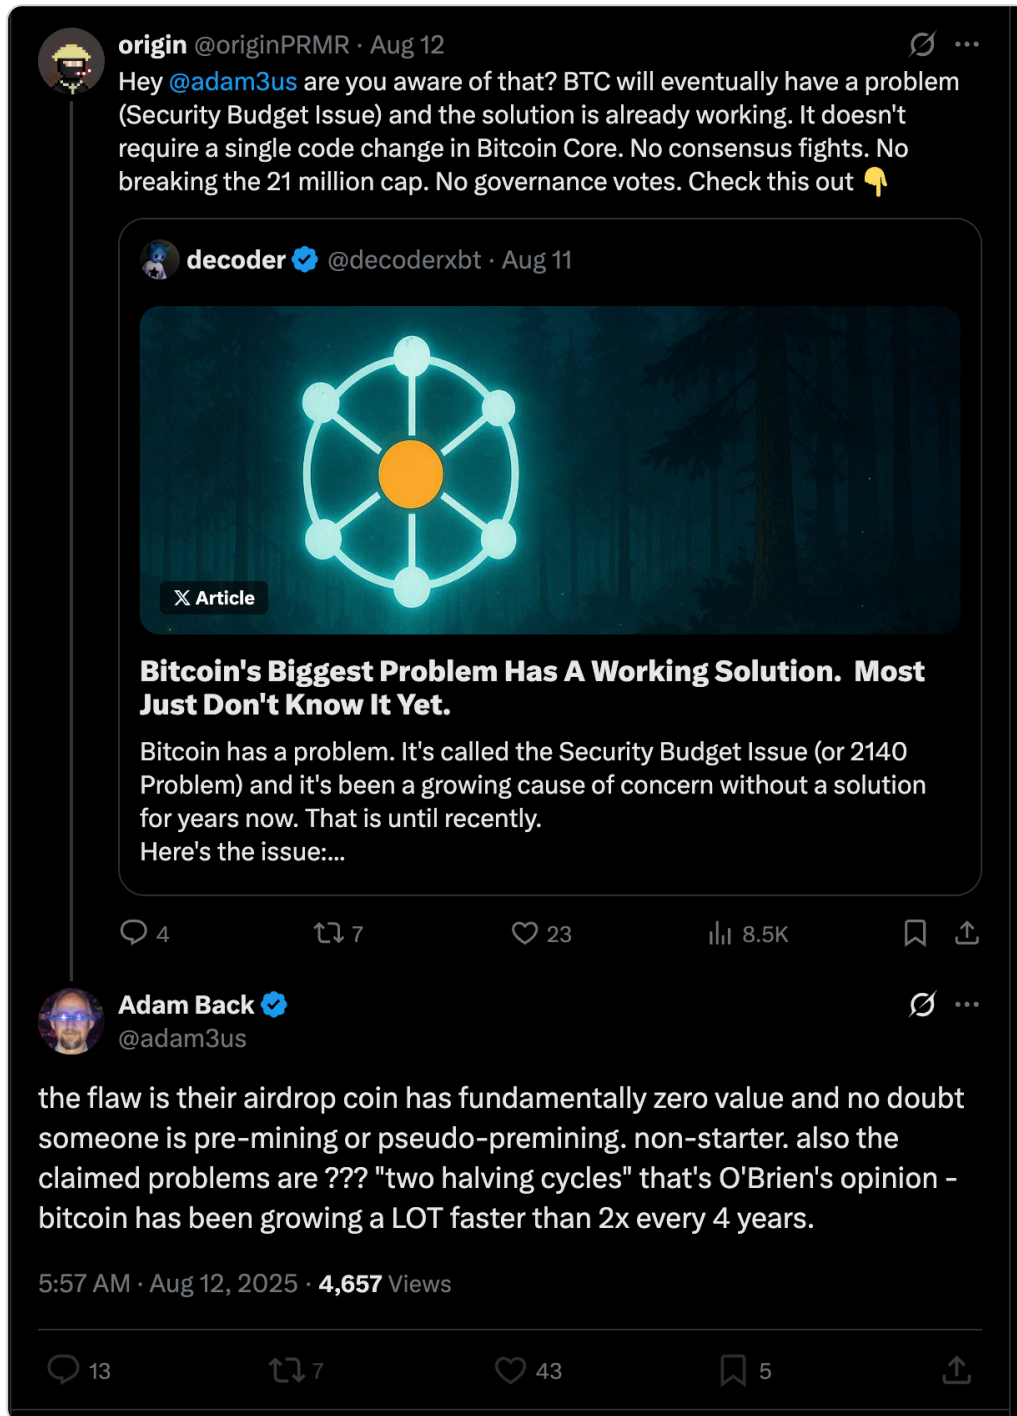 origin @originPRMR · Aug 12
Hey @adam3us are you aware of that? BTC will eventually have a problem
(Security Budget Issue) and the solution is already working. It doesn't
require a single code change in Bitcoin Core. No consensus fights. No
breaking the 21 million cap. No governance votes. Check this out 👇
decoder @decoderxbt · Aug 11
X Article
Bitcoin's Biggest Problem Has A Working Solution.  Most
Just Don't Know It Yet.
Bitcoin has a problem. It's called the Security Budget Issue (or 2140
Problem) and it's been a growing cause of concern without a solution
for years now. That is until recently.
Here's the issue:...
4 7 23 8.5K
Adam Back
@adam3us
the flaw is their airdrop coin has fundamentally zero value and no doubt
someone is pre-mining or pseudo-premining. non-starter. also the
claimed problems are ??? "two halving cycles" that's O'Brien's opinion -
bitcoin has been growing a LOT faster than 2x every 4 years.
5:57 AM · Aug 12, 2025 · 4,657 Views
13 7 43 5